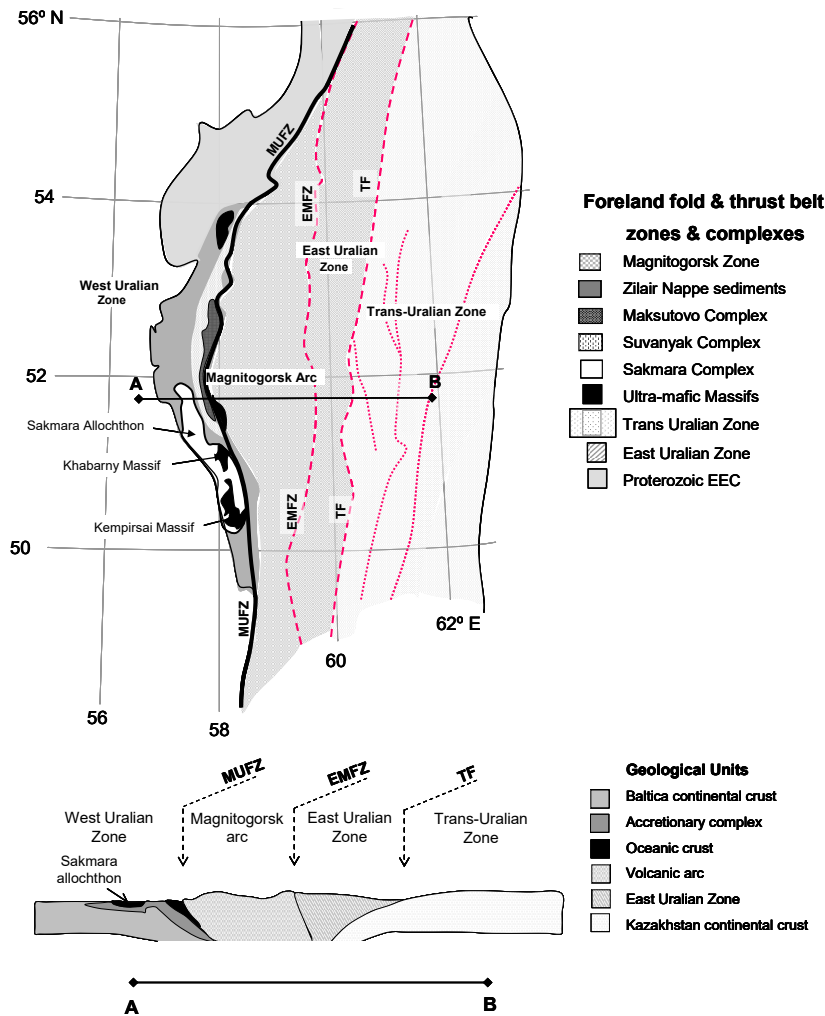 56º N
54
52
50
56
58
60
62º E
MUFZ
EMFZ
TF
East Uralian
Zone
West Uralian
Zone
Trans-Uralian Zone
A
Magnitogorsk Arc
B
Sakmara Allochthon
Khabarny Massif
Kempirsai Massif
EMFZ
TF
MUFZ
Foreland fold & thrust belt
zones & complexes
Magnitogorsk Zone
Zilair Nappe sediments
Maksutovo Complex
Suvanyak Complex
Sakmara Complex
Ultra-mafic Massifs
Trans Uralian Zone
East Uralian Zone
Proterozoic EEC
MUFZ
EMFZ
TF
West Uralian
Zone
Magnitogorsk
arc
East Uralian
Zone
Trans-Uralian
Zone
Sakmara
allochthon
A
B
Geological Units
Baltica continental crust
Accretionary complex
Oceanic crust
Volcanic arc
East Uralian Zone
Kazakhstan continental crust